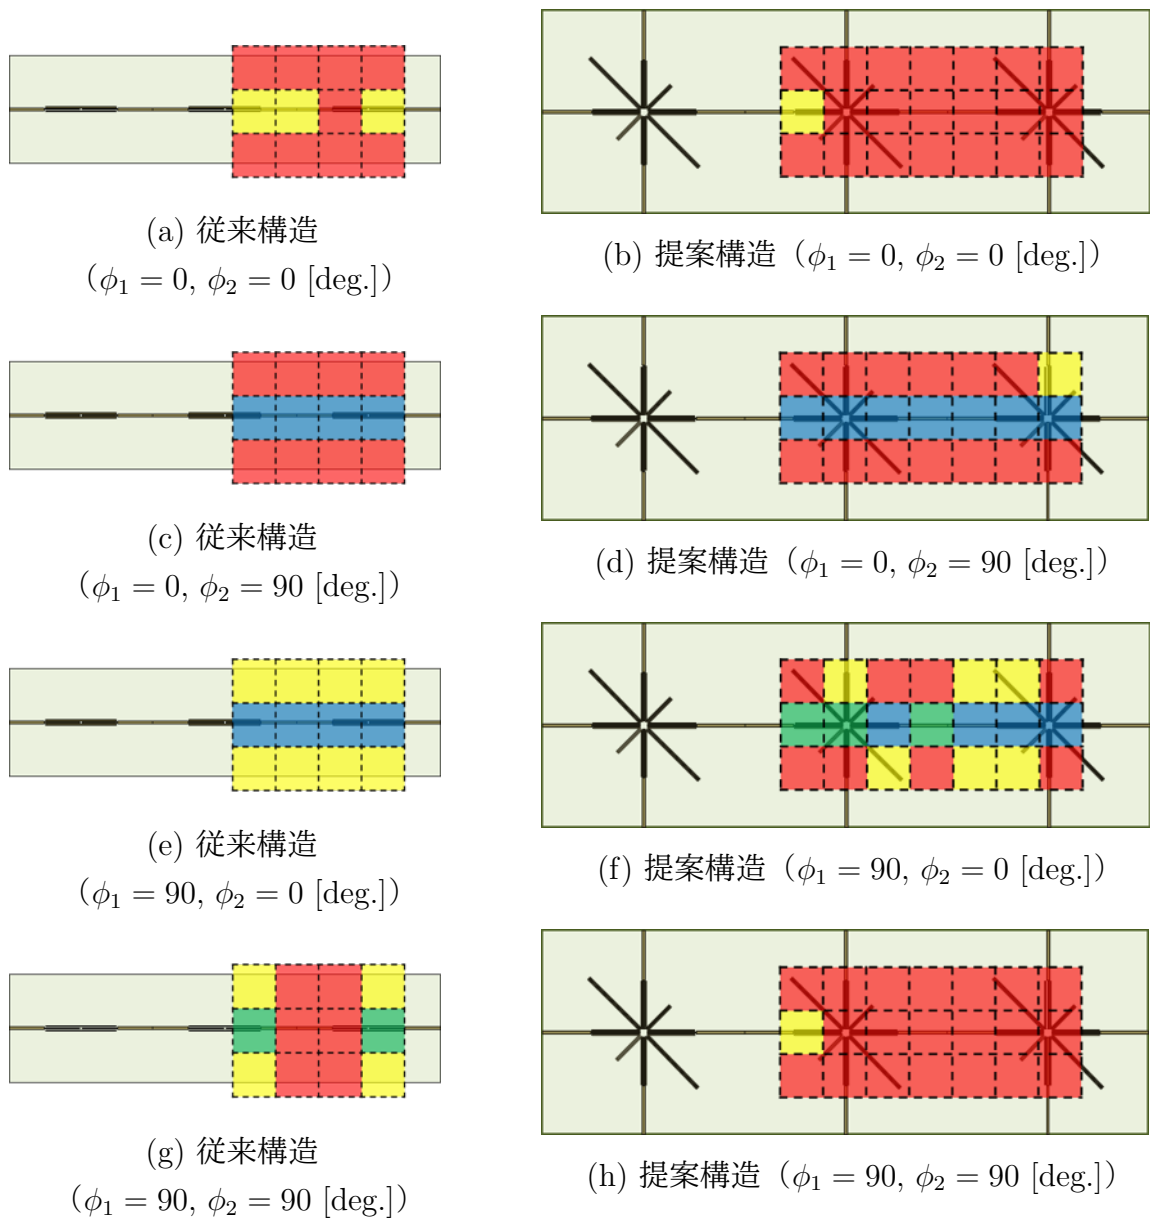 (a) 従来構造
（ϕ₁ = 0, ϕ₂ = 0 [deg.]）
(b) 提案構造（ϕ₁ = 0, ϕ₂ = 0 [deg.]）
(c) 従来構造
（ϕ₁ = 0, ϕ₂ = 90 [deg.]）
(d) 提案構造（ϕ₁ = 0, ϕ₂ = 90 [deg.]）
(e) 従来構造
（ϕ₁ = 90, ϕ₂ = 0 [deg.]）
(f) 提案構造（ϕ₁ = 90, ϕ₂ = 0 [deg.]）
(g) 従来構造
（ϕ₁ = 90, ϕ₂ = 90 [deg.]）
(h) 提案構造（ϕ₁ = 90, ϕ₂ = 90 [deg.]）